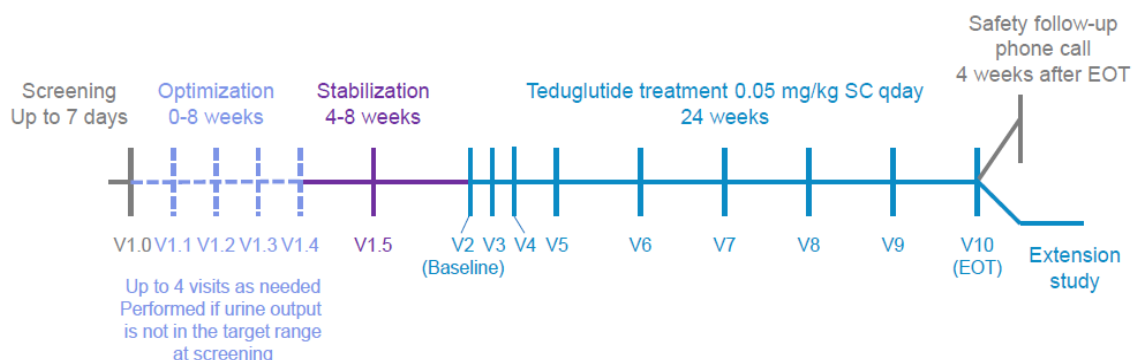 Screening
Up to 7 days
Optimization
0-8 weeks
Stabilization
4-8 weeks
Teduglutide treatment 0.05 mg/kg SC qday
24 weeks
Safety follow-up
phone call
4 weeks after EOT
V1.0
V1.1
V1.2
V1.3
V1.4
V1.5
V2
(Baseline)
V3
V4
V5
V6
V7
V8
V9
V10
(EOT)
Extension
study
Up to 4 visits as needed
Performed if urine output
is not in the target range
at screening